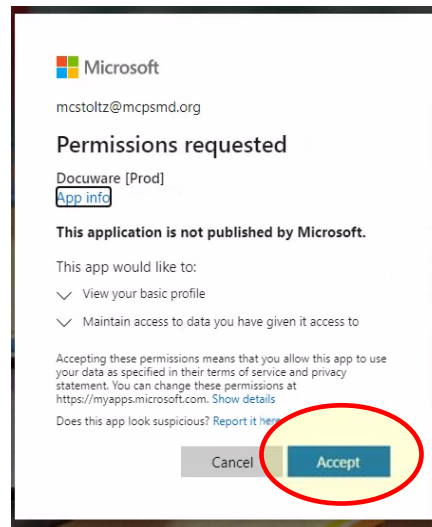 Microsoft
mcstoltz@mcpsmd.org
Permissions requested
Docuware [Prod]
App info
This application is not published by Microsoft.
This app would like to:
View your basic profile
Maintain access to data you have given it access to
Accepting these permissions means that you allow this app to use
your data as specified in their terms of service and privacy
statement. You can change these permissions at
https://myapps.microsoft.com. Show details
Does this app look suspicious? Report it here
Cancel
Accept